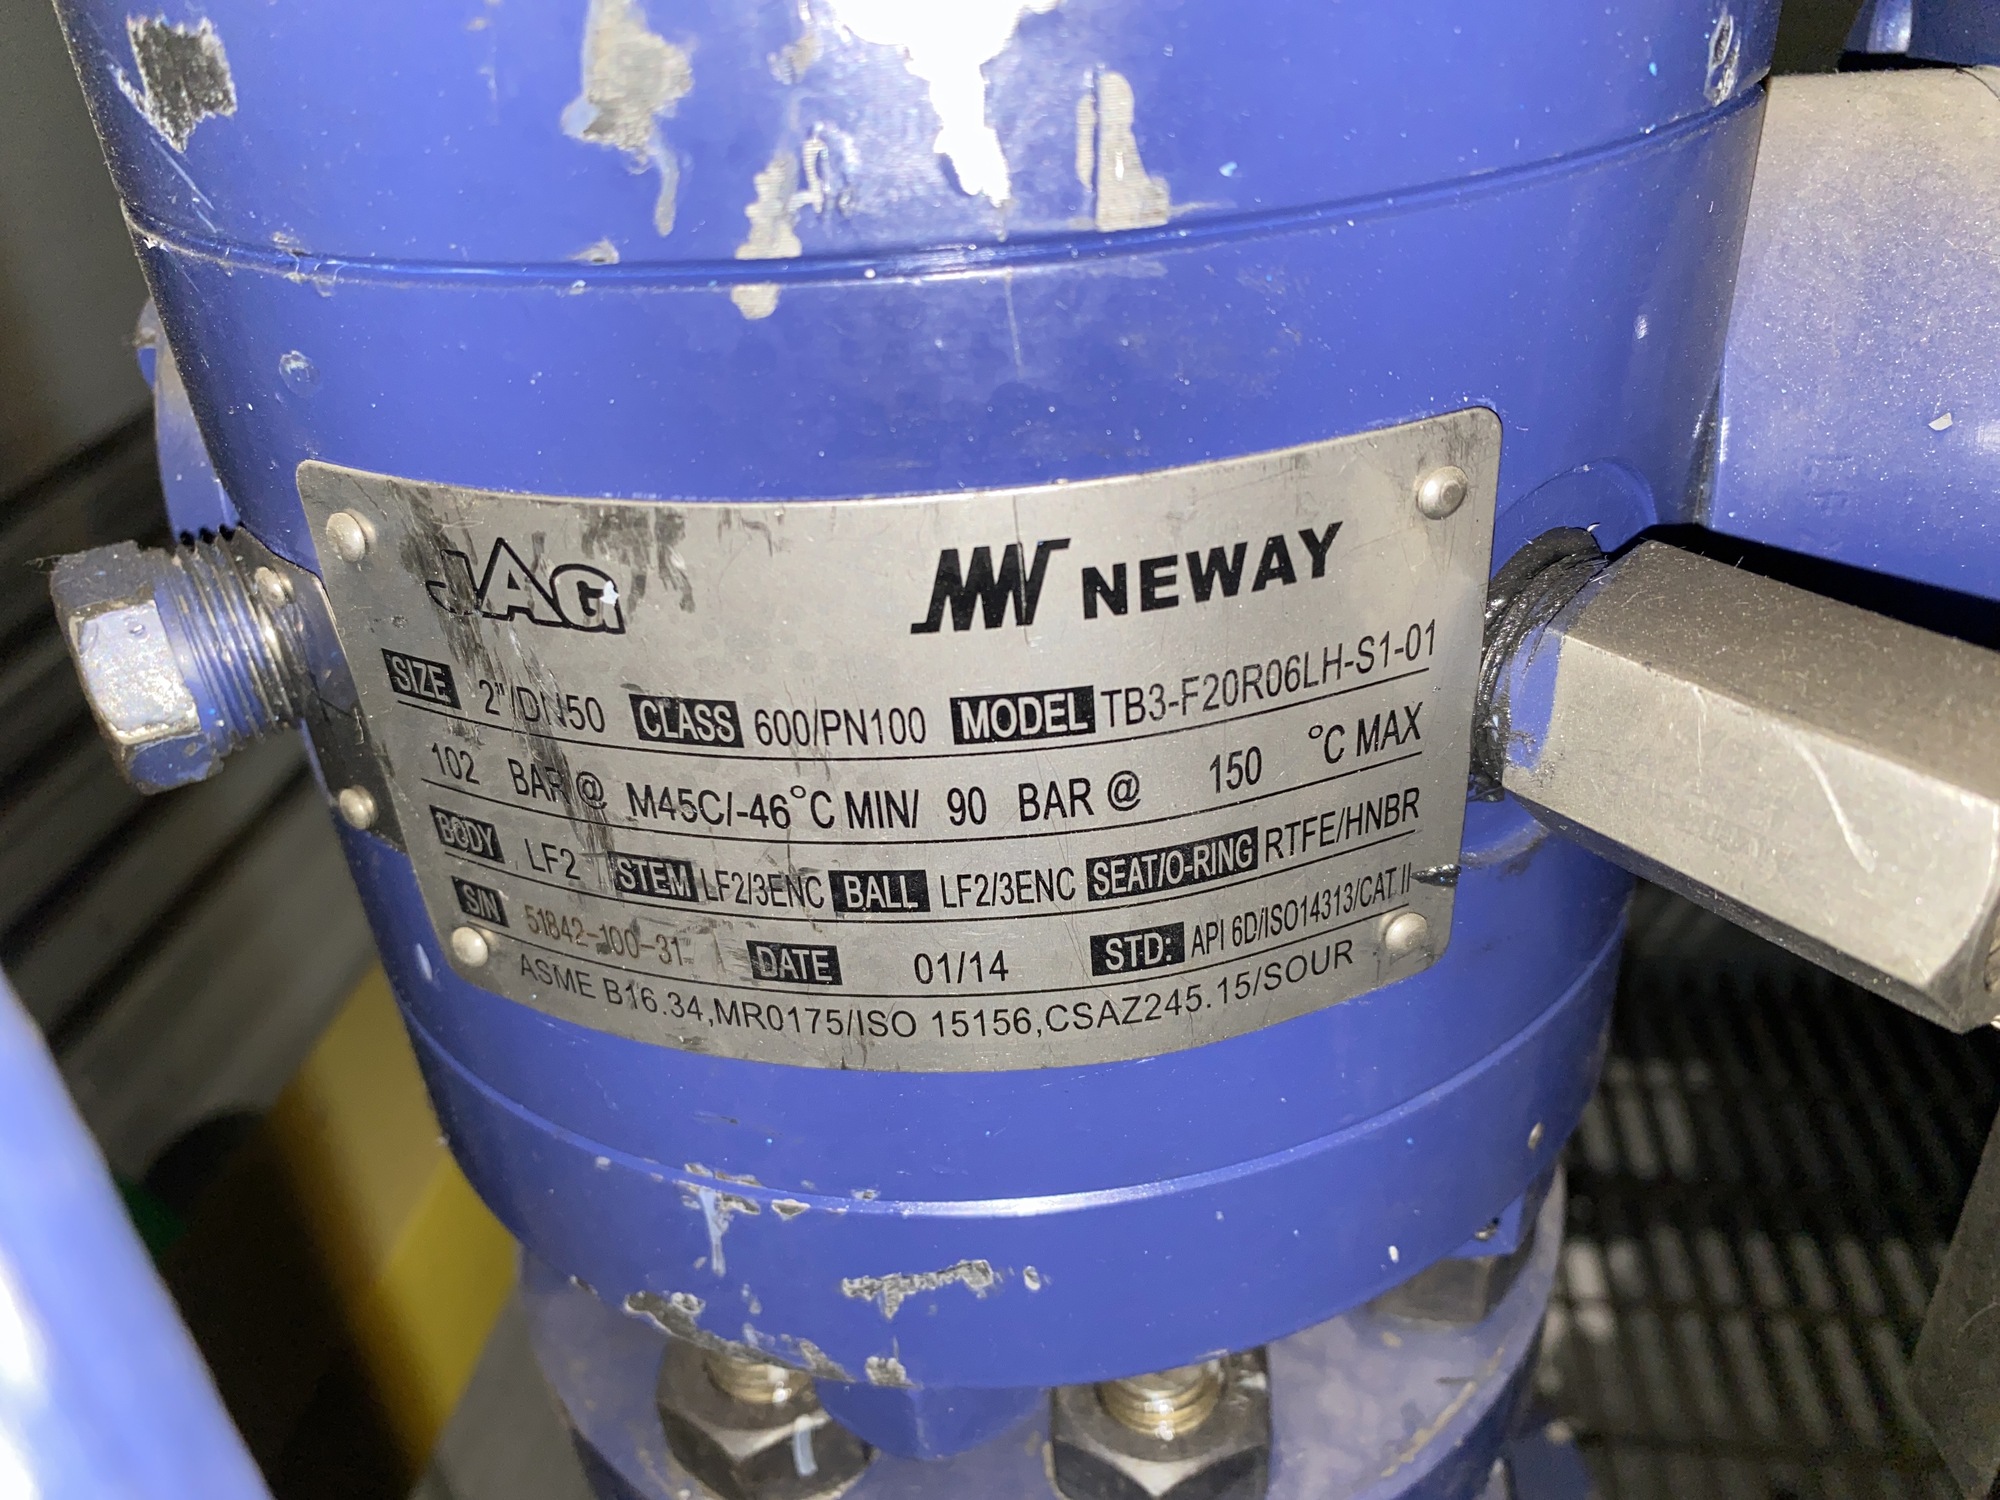 JAG NEWAY
SIZE 2"/DN50 CLASS 600/PN100 MODEL TB3-F20R06LH-S1-01
102 BAR @ M45C/-46°C MIN/ 90 BAR @ 150 °C MAX
BODY LF2 STEM LF2/3ENC BALL LF2/3ENC SEAT/O-RING RTFE/HNBR
S/N 51842-100-31 DATE 01/14 STD: API 6D/ISO14313/CAT II
ASME B16.34,MR0175/ISO 15156,CSAZ245.15/SOUR